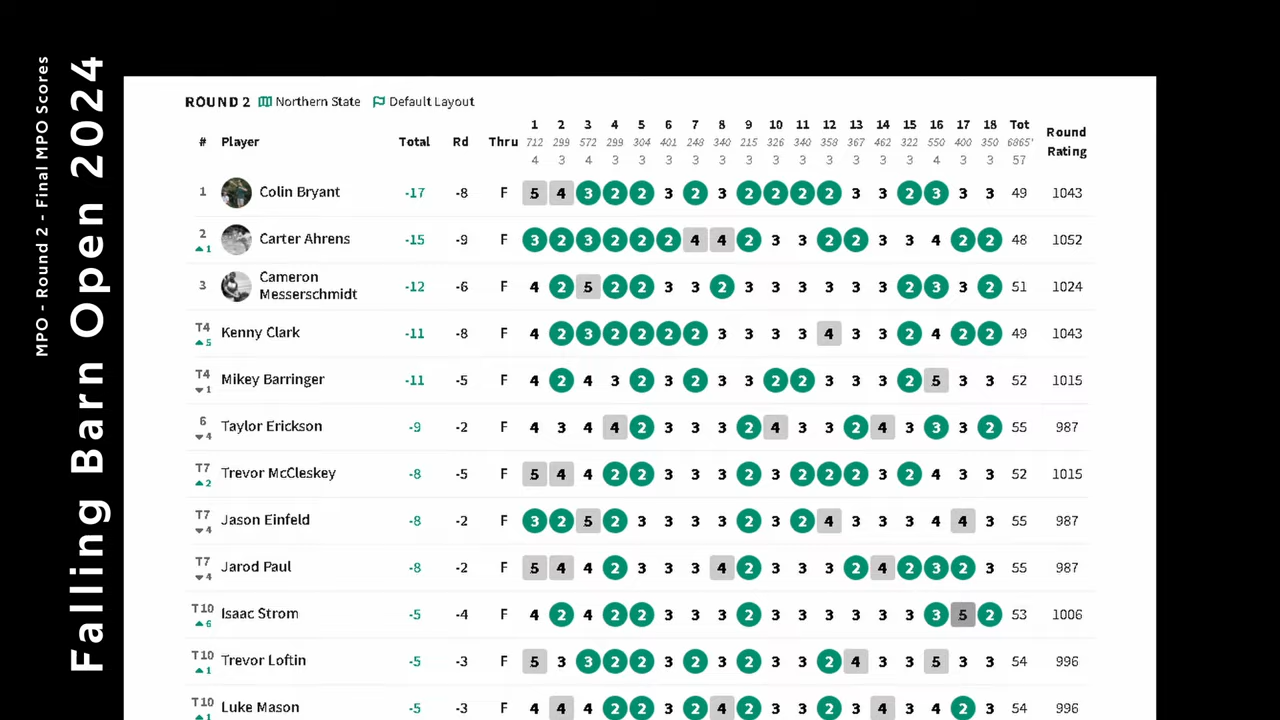 MPO - Round 2 - Final MPO Scores
Falling Barn Open 2024
ROUND 2 Northern State Default Layout
1 2 3 4 5 6 7 8 9 10 11 12 13 14 15 16 17 18 Tot Round
# Player Total Rd Thru 712 299 572 299 304 401 248 340 215 326 340 358 367 462 322 550 400 350 6865' Rating
4 3 4 3 3 3 3 3 3 3 3 3 3 3 3 4 3 3 57
1 Colin Bryant -17 -8 F 5 4 3 2 2 3 2 3 2 2 2 2 3 3 2 3 3 3 49 1043
2 1 Carter Ahrens -15 -9 F 3 2 3 2 2 2 4 4 2 3 3 2 2 3 3 4 2 2 48 1052
3 Cameron Messerschmidt -12 -6 F 4 2 5 2 2 3 3 2 3 3 3 3 3 3 2 3 3 2 51 1024
T4 5 Kenny Clark -11 -8 F 4 2 3 2 2 2 2 3 3 3 3 4 3 3 2 4 2 2 49 1043
T4 1 Mikey Barringer -11 -5 F 4 2 4 3 2 3 2 3 3 2 2 3 3 3 2 5 3 3 52 1015
6 4 Taylor Erickson -9 -2 F 4 3 4 4 2 3 3 3 2 4 3 3 2 4 3 3 3 2 55 987
T7 2 Trevor McCleskey -8 -5 F 5 4 4 2 2 3 3 3 2 3 2 2 2 3 2 4 3 3 52 1015
T7 4 Jason Einfeld -8 -2 F 3 2 5 2 3 3 3 3 2 3 2 4 3 3 3 4 4 3 55 987
T7 4 Jarod Paul -8 -2 F 5 4 4 2 3 3 3 4 2 3 3 3 2 4 2 3 2 3 55 987
T10 6 Isaac Strom -5 -4 F 4 2 4 2 2 3 3 3 2 3 3 3 3 3 3 3 5 2 53 1006
T10 1 Trevor Loftin -5 -3 F 5 3 3 2 2 3 2 3 2 3 3 2 4 3 3 5 3 3 54 996
T10 1 Luke Mason -5 -3 F 4 4 4 2 2 3 2 4 2 3 3 2 3 4 3 4 2 3 54 996